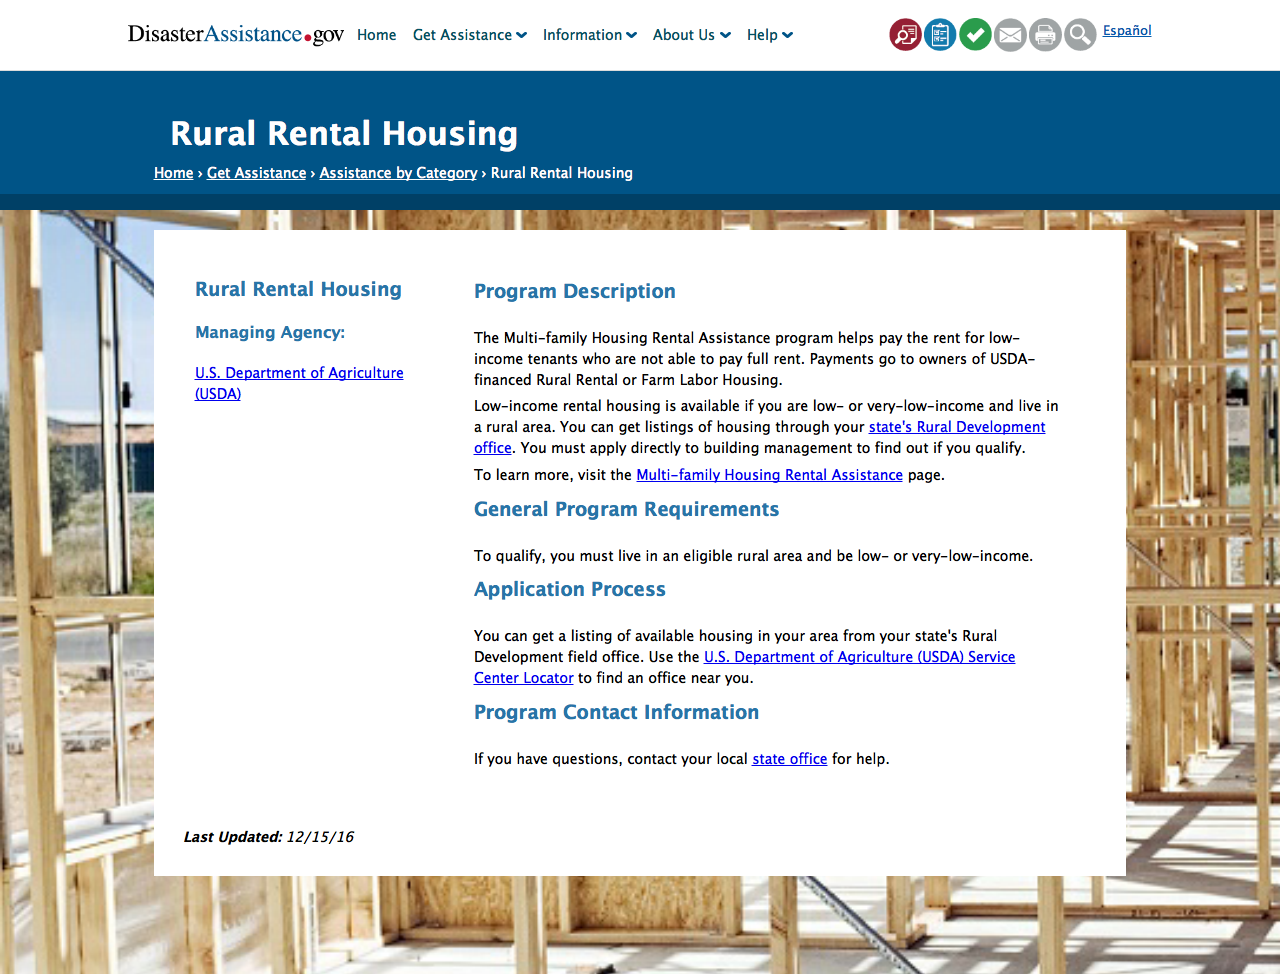 DisasterAssistance.gov Home Get Assistance Information About Us Help Español
Rural Rental Housing
Home › Get Assistance › Assistance by Category › Rural Rental Housing
Rural Rental Housing
Managing Agency:
U.S. Department of Agriculture
(USDA)
Program Description
The Multi-family Housing Rental Assistance program helps pay the rent for low-
income tenants who are not able to pay full rent. Payments go to owners of USDA-
financed Rural Rental or Farm Labor Housing.
Low-income rental housing is available if you are low- or very-low-income and live in
a rural area. You can get listings of housing through your state's Rural Development
office. You must apply directly to building management to find out if you qualify.
To learn more, visit the Multi-family Housing Rental Assistance page.
General Program Requirements
To qualify, you must live in an eligible rural area and be low- or very-low-income.
Application Process
You can get a listing of available housing in your area from your state's Rural
Development field office. Use the U.S. Department of Agriculture (USDA) Service
Center Locator to find an office near you.
Program Contact Information
If you have questions, contact your local state office for help.
Last Updated: 12/15/16